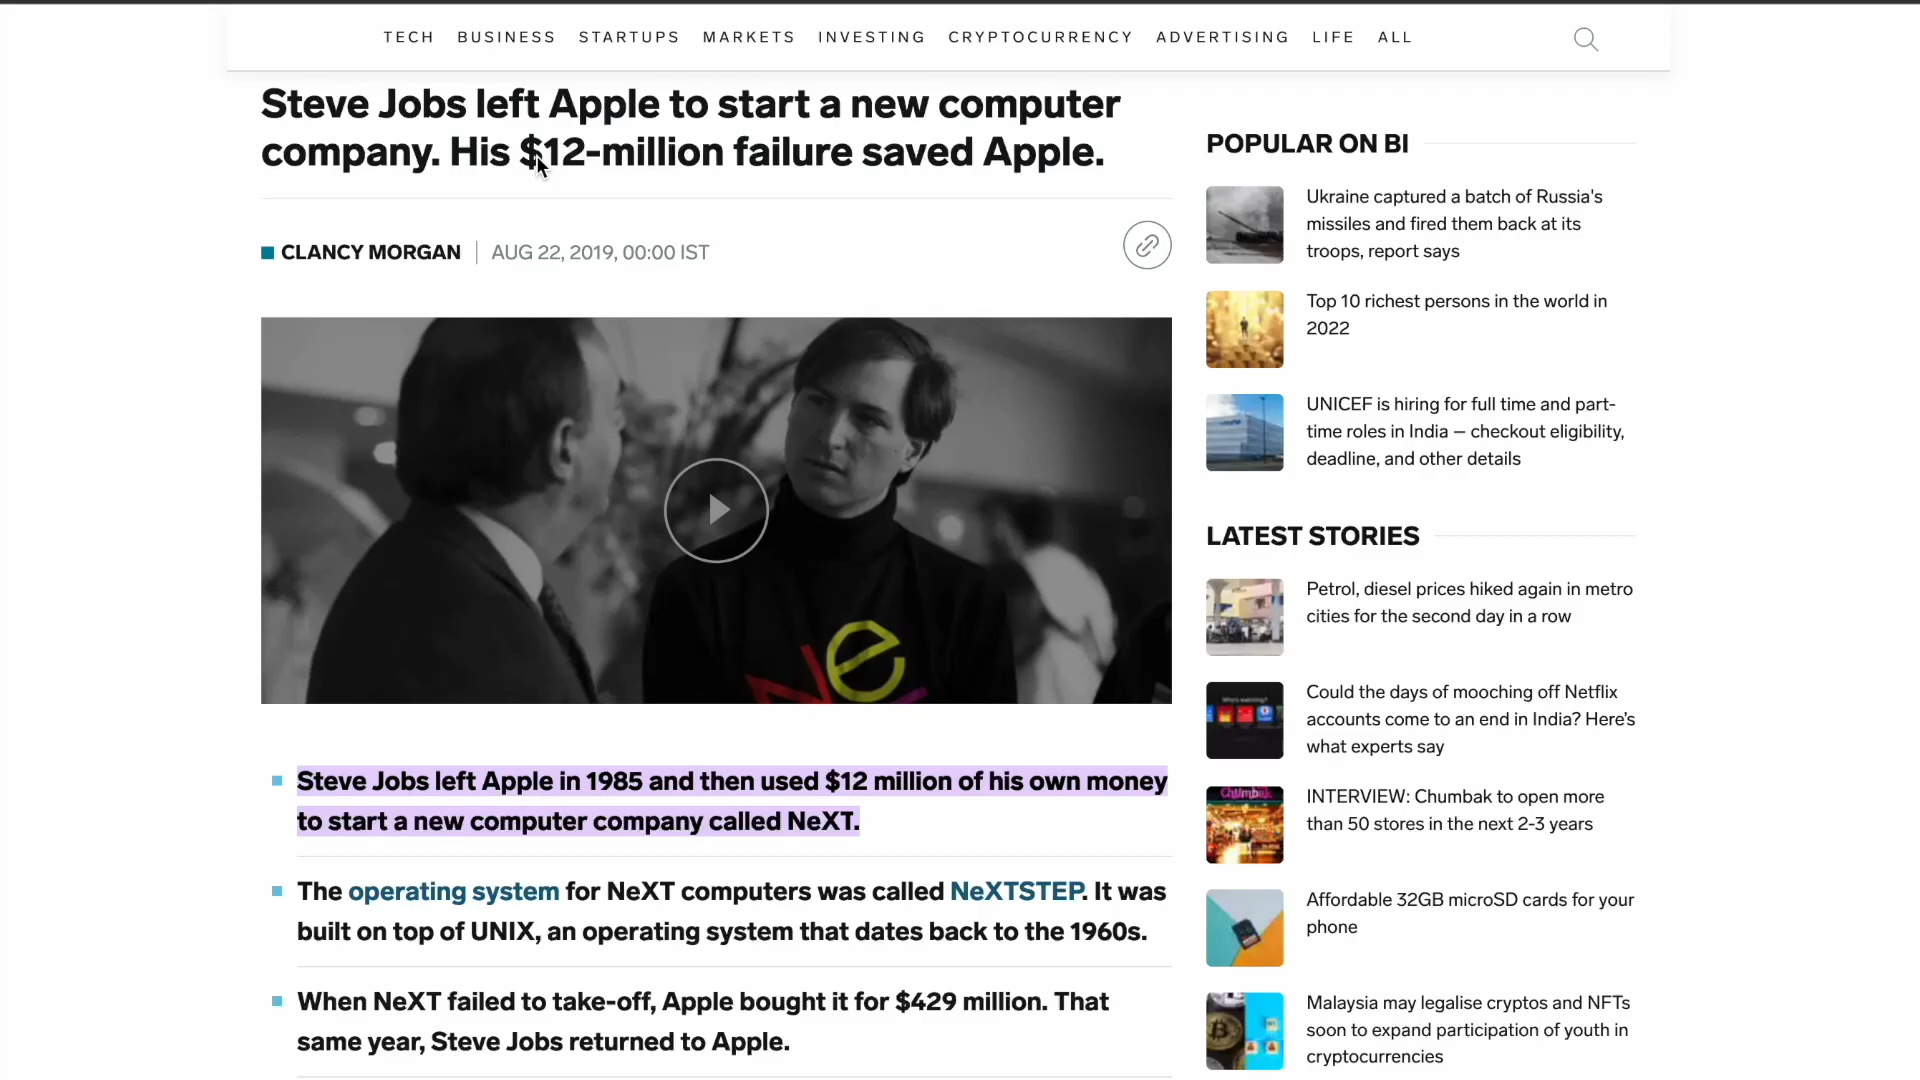 TECH BUSINESS STARTUPS MARKETS INVESTING CRYPTOCURRENCY ADVERTISING LIFE ALL
Steve Jobs left Apple to start a new computer
company. His $12-million failure saved Apple.
CLANCY MORGAN AUG 22, 2019, 00:00 IST
Ne
Steve Jobs left Apple in 1985 and then used $12 million of his own money
to start a new computer company called NeXT.
The operating system for NeXT computers was called NeXTSTEP. It was
built on top of UNIX, an operating system that dates back to the 1960s.
When NeXT failed to take-off, Apple bought it for $429 million. That
same year, Steve Jobs returned to Apple.
POPULAR ON BI
Ukraine captured a batch of Russia's
missiles and fired them back at its
troops, report says
Top 10 richest persons in the world in
2022
UNICEF is hiring for full time and part-
time roles in India – checkout eligibility,
deadline, and other details
LATEST STORIES
Petrol, diesel prices hiked again in metro
cities for the second day in a row
Could the days of mooching off Netflix
accounts come to an end in India? Here's
what experts say
Chumbak
INTERVIEW: Chumbak to open more
than 50 stores in the next 2-3 years
Affordable 32GB microSD cards for your
phone
Malaysia may legalise cryptos and NFTs
soon to expand participation of youth in
cryptocurrencies